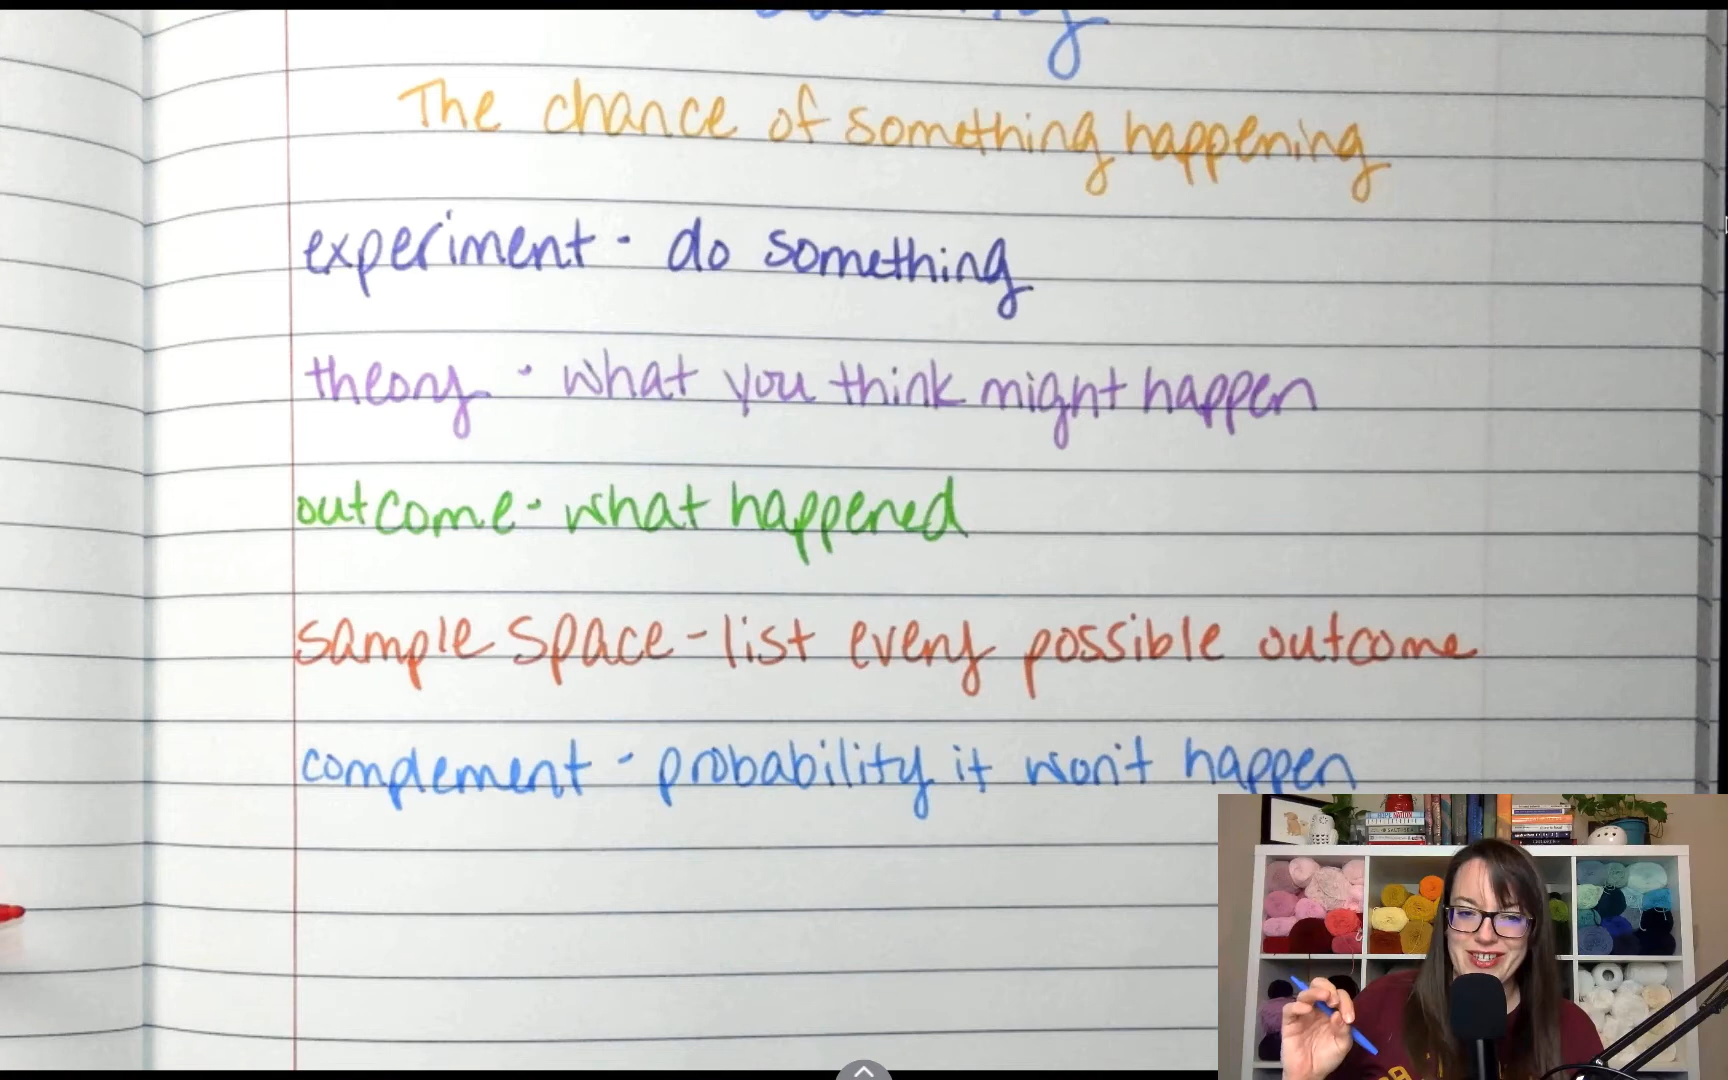 The chance of something happening
experiment - do something
theory - what you think might happen
outcome - what happened
sample space - list every possible outcome
complement - probability it won't happen